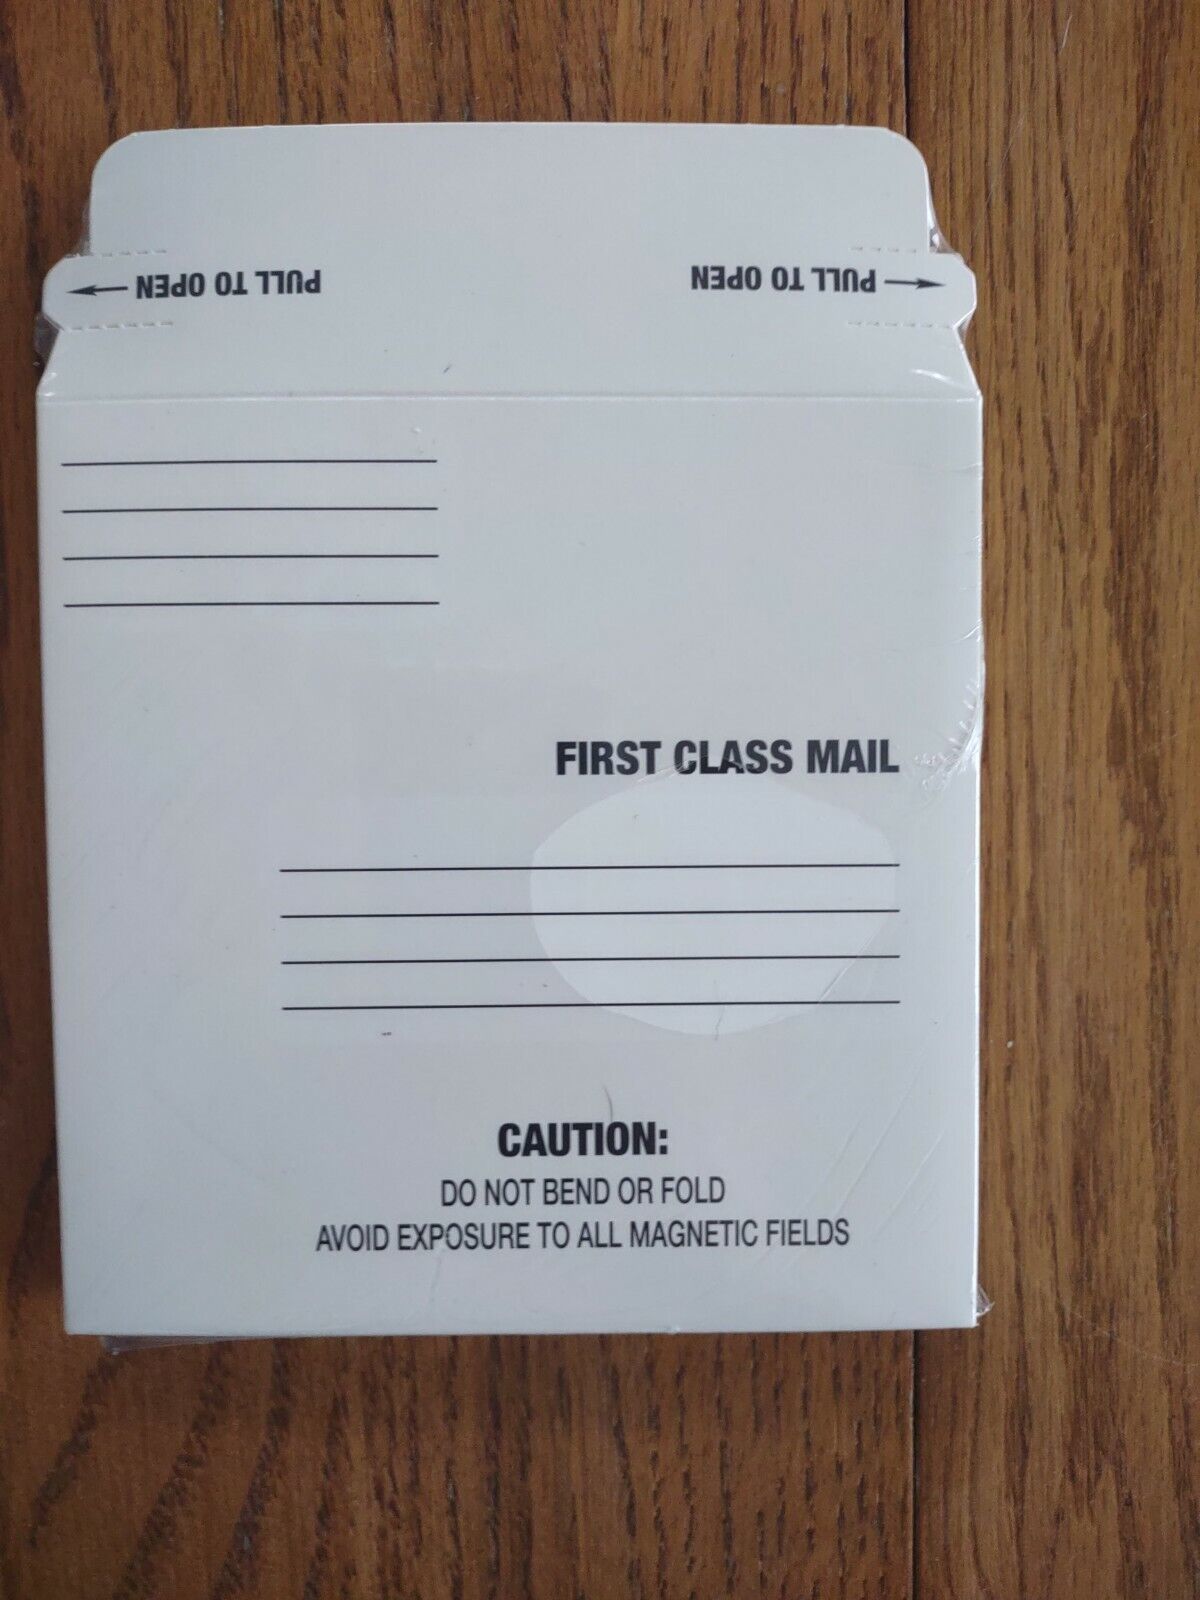 PULL TO OPEN
PULL TO OPEN
FIRST CLASS MAIL
CAUTION:
DO NOT BEND OR FOLD
AVOID EXPOSURE TO ALL MAGNETIC FIELDS